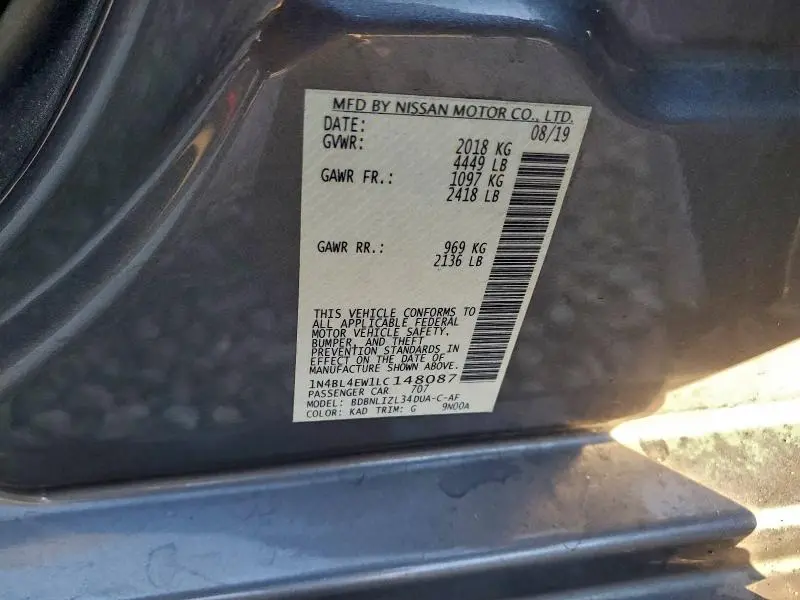 MFD BY NISSAN MOTOR CO., LTD.
DATE: 08/19
GVWR: 2018 KG
4449 LB
GAWR FR.: 1097 KG
2418 LB
GAWR RR.: 969 KG
2136 LB
THIS VEHICLE CONFORMS TO
ALL APPLICABLE FEDERAL
MOTOR VEHICLE SAFETY,
BUMPER, AND THEFT
PREVENTION STANDARDS IN
EFFECT ON THE DATE OF
MANUFACTURE SHOWN ABOVE.
1N4BL4EW1LC148087
PASSENGER CAR 707
MODEL: BDBNLIZL34DUA-C-AF
COLOR: KAD TRIM: G 9N00A